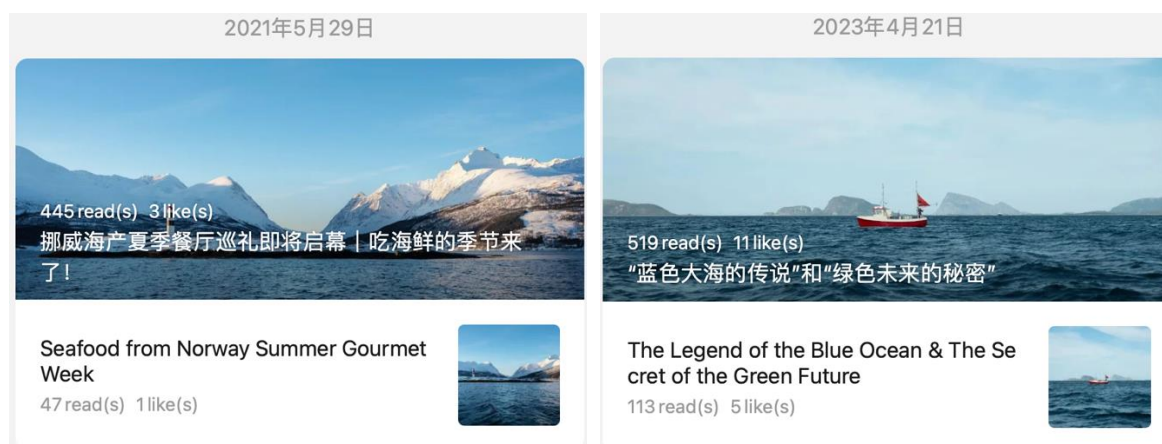 2021年5月29日
445 read(s) 3 like(s)
挪威海产夏季餐厅巡礼即将启幕｜吃海鲜的季节来
了！
Seafood from Norway Summer Gourmet
Week
47 read(s) 1 like(s)
2023年4月21日
519 read(s) 11 like(s)
“蓝色大海的传说”和“绿色未来的秘密”
The Legend of the Blue Ocean & The Se
cret of the Green Future
113 read(s) 5 like(s)